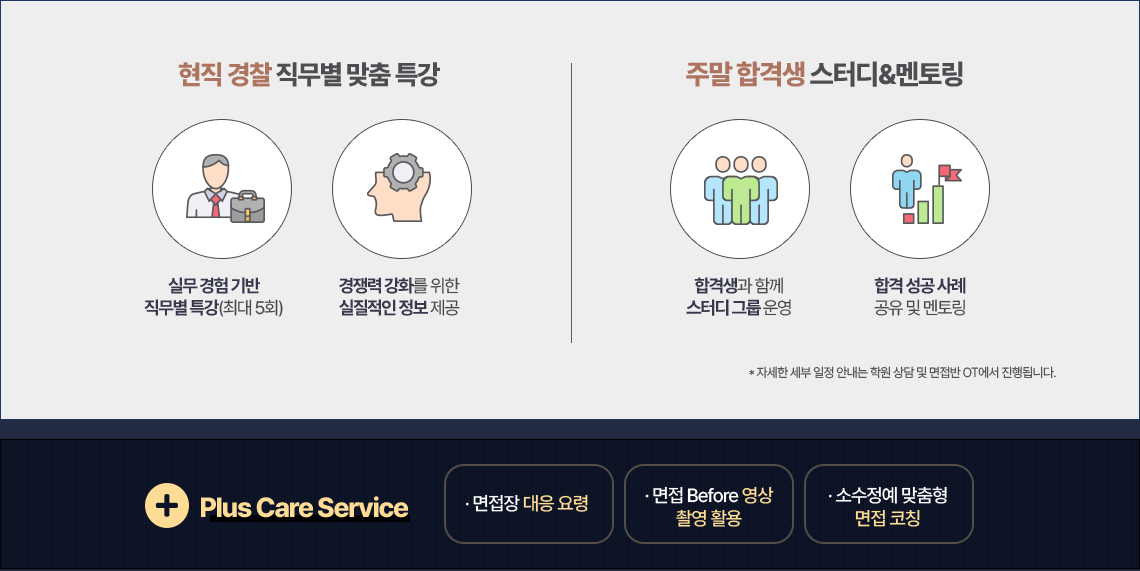 현직 경찰 직무별 맞춤 특강
실무 경험 기반
직무별 특강(최대 5회)
경쟁력 강화를 위한
실질적인 정보 제공
주말 합격생 스터디&멘토링
합격생과 함께
스터디 그룹 운영
합격 성공 사례
공유 및 멘토링
* 자세한 세부 일정 안내는 학원 상담 및 면접반 OT에서 진행됩니다.
Plus Care Service
· 면접장 대응 요령
· 면접 Before 영상
촬영 활용
· 소수정예 맞춤형
면접 코칭